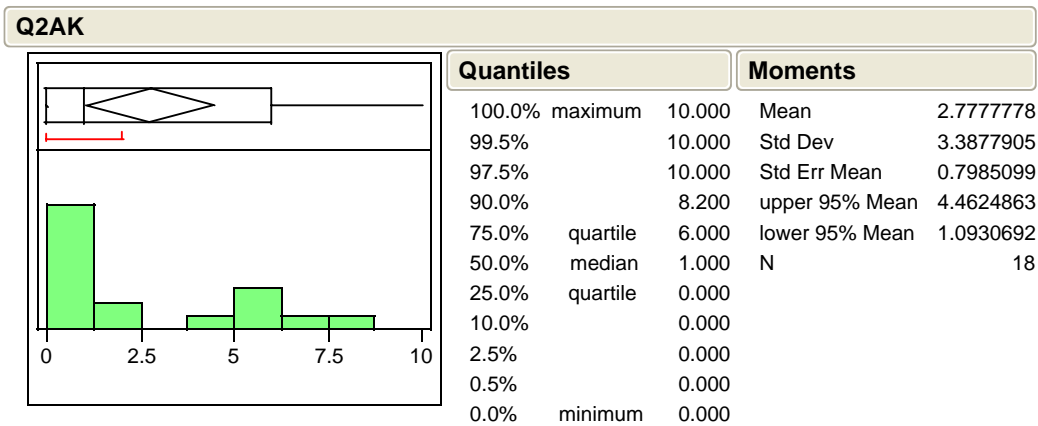 Q2AK
0 2.5 5 7.5 10
Quantiles
100.0% maximum 10.000
99.5% 10.000
97.5% 10.000
90.0% 8.200
75.0% quartile 6.000
50.0% median 1.000
25.0% quartile 0.000
10.0% 0.000
2.5% 0.000
0.5% 0.000
0.0% minimum 0.000
Moments
Mean 2.7777778
Std Dev 3.3877905
Std Err Mean 0.7985099
upper 95% Mean 4.4624863
lower 95% Mean 1.0930692
N 18